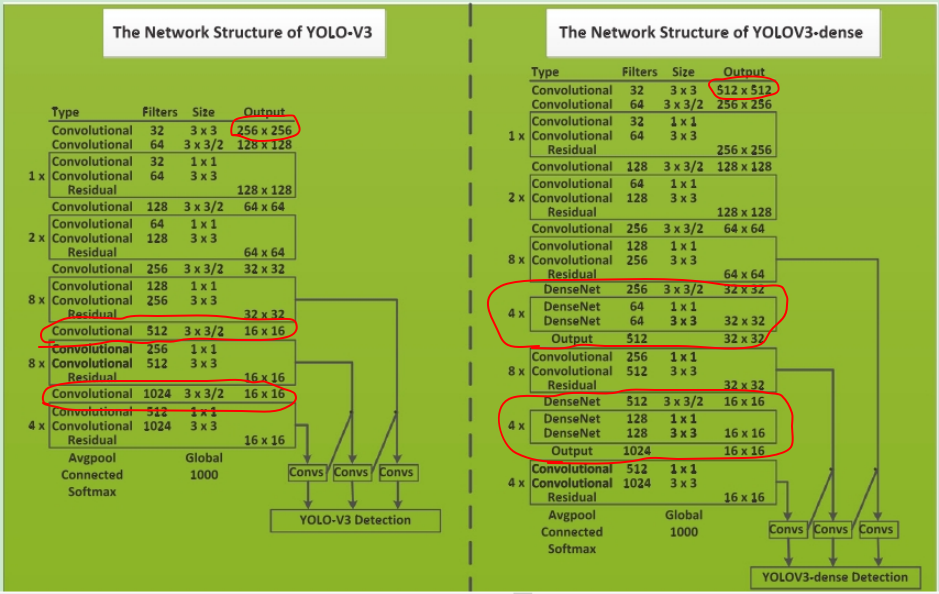 The Network Structure of YOLO-V3
Type Filters Size Output
Convolutional 32 3 x 3 256 x 256
Convolutional 64 3 x 3/2 128 x 128
Convolutional 32 1 x 1
1 x Convolutional 64 3 x 3
Residual 128 x 128
Convolutional 128 3 x 3/2 64 x 64
Convolutional 64 1 x 1
2 x Convolutional 128 3 x 3
Residual 64 x 64
Convolutional 256 3 x 3/2 32 x 32
Convolutional 128 1 x 1
8 x Convolutional 256 3 x 3
Residual 32 x 32
Convolutional 512 3 x 3/2 16 x 16
Convolutional 256 1 x 1
8 x Convolutional 512 3 x 3
Residual 16 x 16
Convolutional 1024 3 x 3/2 16 x 16
Convolutional 512 1 x 1
4 x Convolutional 1024 3 x 3
Residual 16 x 16
Avgpool Global
Connected 1000
Softmax
Convs Convs Convs
YOLO-V3 Detection
The Network Structure of YOLOV3-dense
Type Filters Size Output
Convolutional 32 3 x 3 512 x 512
Convolutional 64 3 x 3/2 256 x 256
Convolutional 32 1 x 1
1 x Convolutional 64 3 x 3
Residual 256 x 256
Convolutional 128 3 x 3/2 128 x 128
Convolutional 64 1 x 1
2 x Convolutional 128 3 x 3
Residual 128 x 128
Convolutional 256 3 x 3/2 64 x 64
Convolutional 128 1 x 1
8 x Convolutional 256 3 x 3
Residual 64 x 64
DenseNet 256 3 x 3/2 32 x 32
DenseNet 64 1 x 1
4 x DenseNet 64 3 x 3 32 x 32
Output 512 32 x 32
Convolutional 256 1 x 1
8 x Convolutional 512 3 x 3
Residual 32 x 32
DenseNet 512 3 x 3/2 16 x 16
DenseNet 128 1 x 1
4 x DenseNet 128 3 x 3 16 x 16
Output 1024 16 x 16
Convolutional 512 1 x 1
4 x Convolutional 1024 3 x 3
Residual 16 x 16
Avgpool Global
Connected 1000
Softmax
Convs Convs Convs
YOLOV3-dense Detection